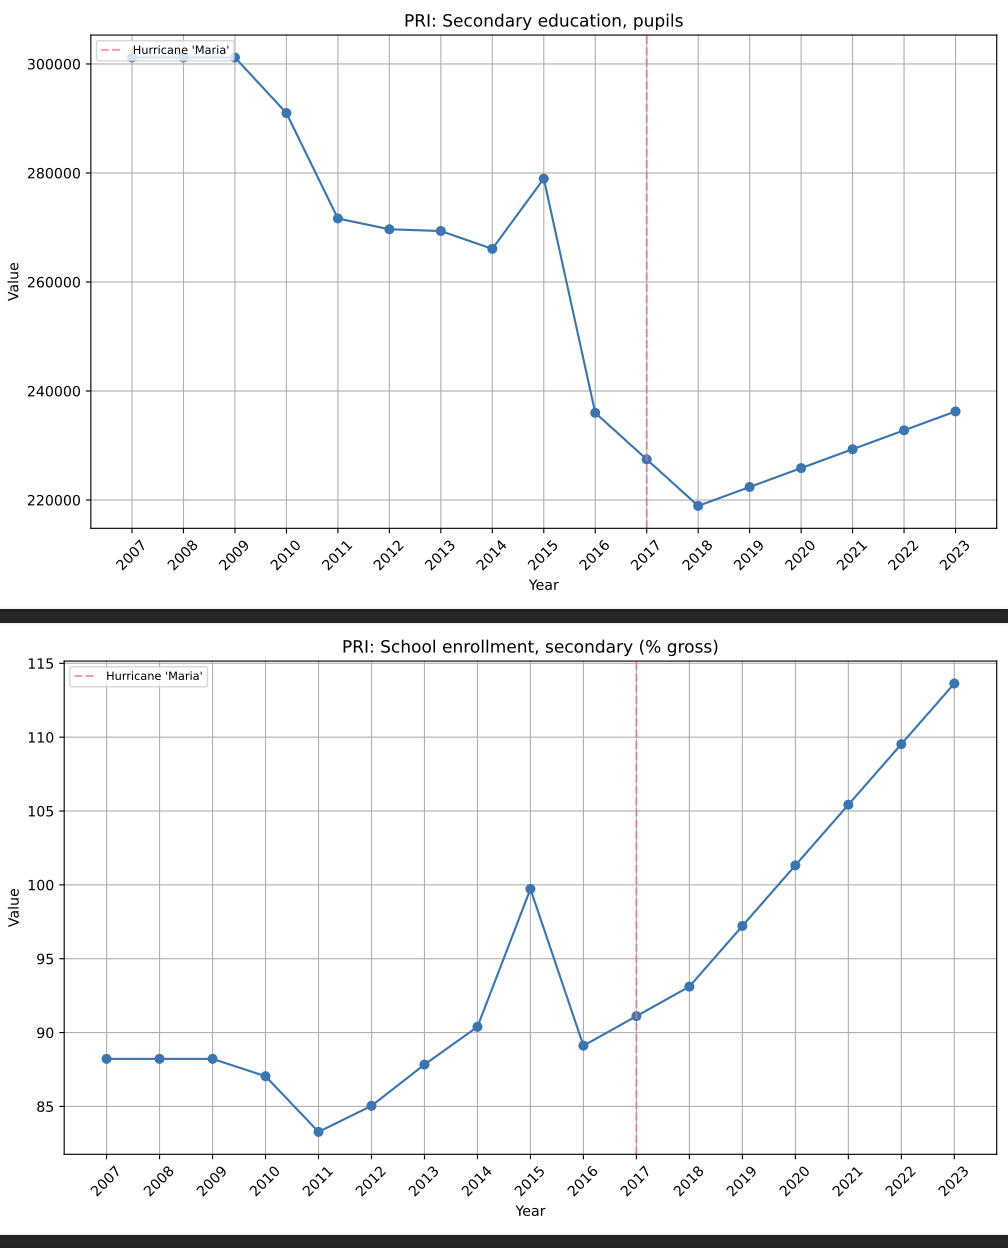 PRI: Secondary education, pupils
Hurricane 'Maria'
300000
280000
260000
240000
220000
Value
2007 2008 2009 2010 2011 2012 2013 2014 2015 2016 2017 2018 2019 2020 2021 2022 2023
Year
PRI: School enrollment, secondary (% gross)
Hurricane 'Maria'
115
110
105
100
95
90
85
Value
2007 2008 2009 2010 2011 2012 2013 2014 2015 2016 2017 2018 2019 2020 2021 2022 2023
Year